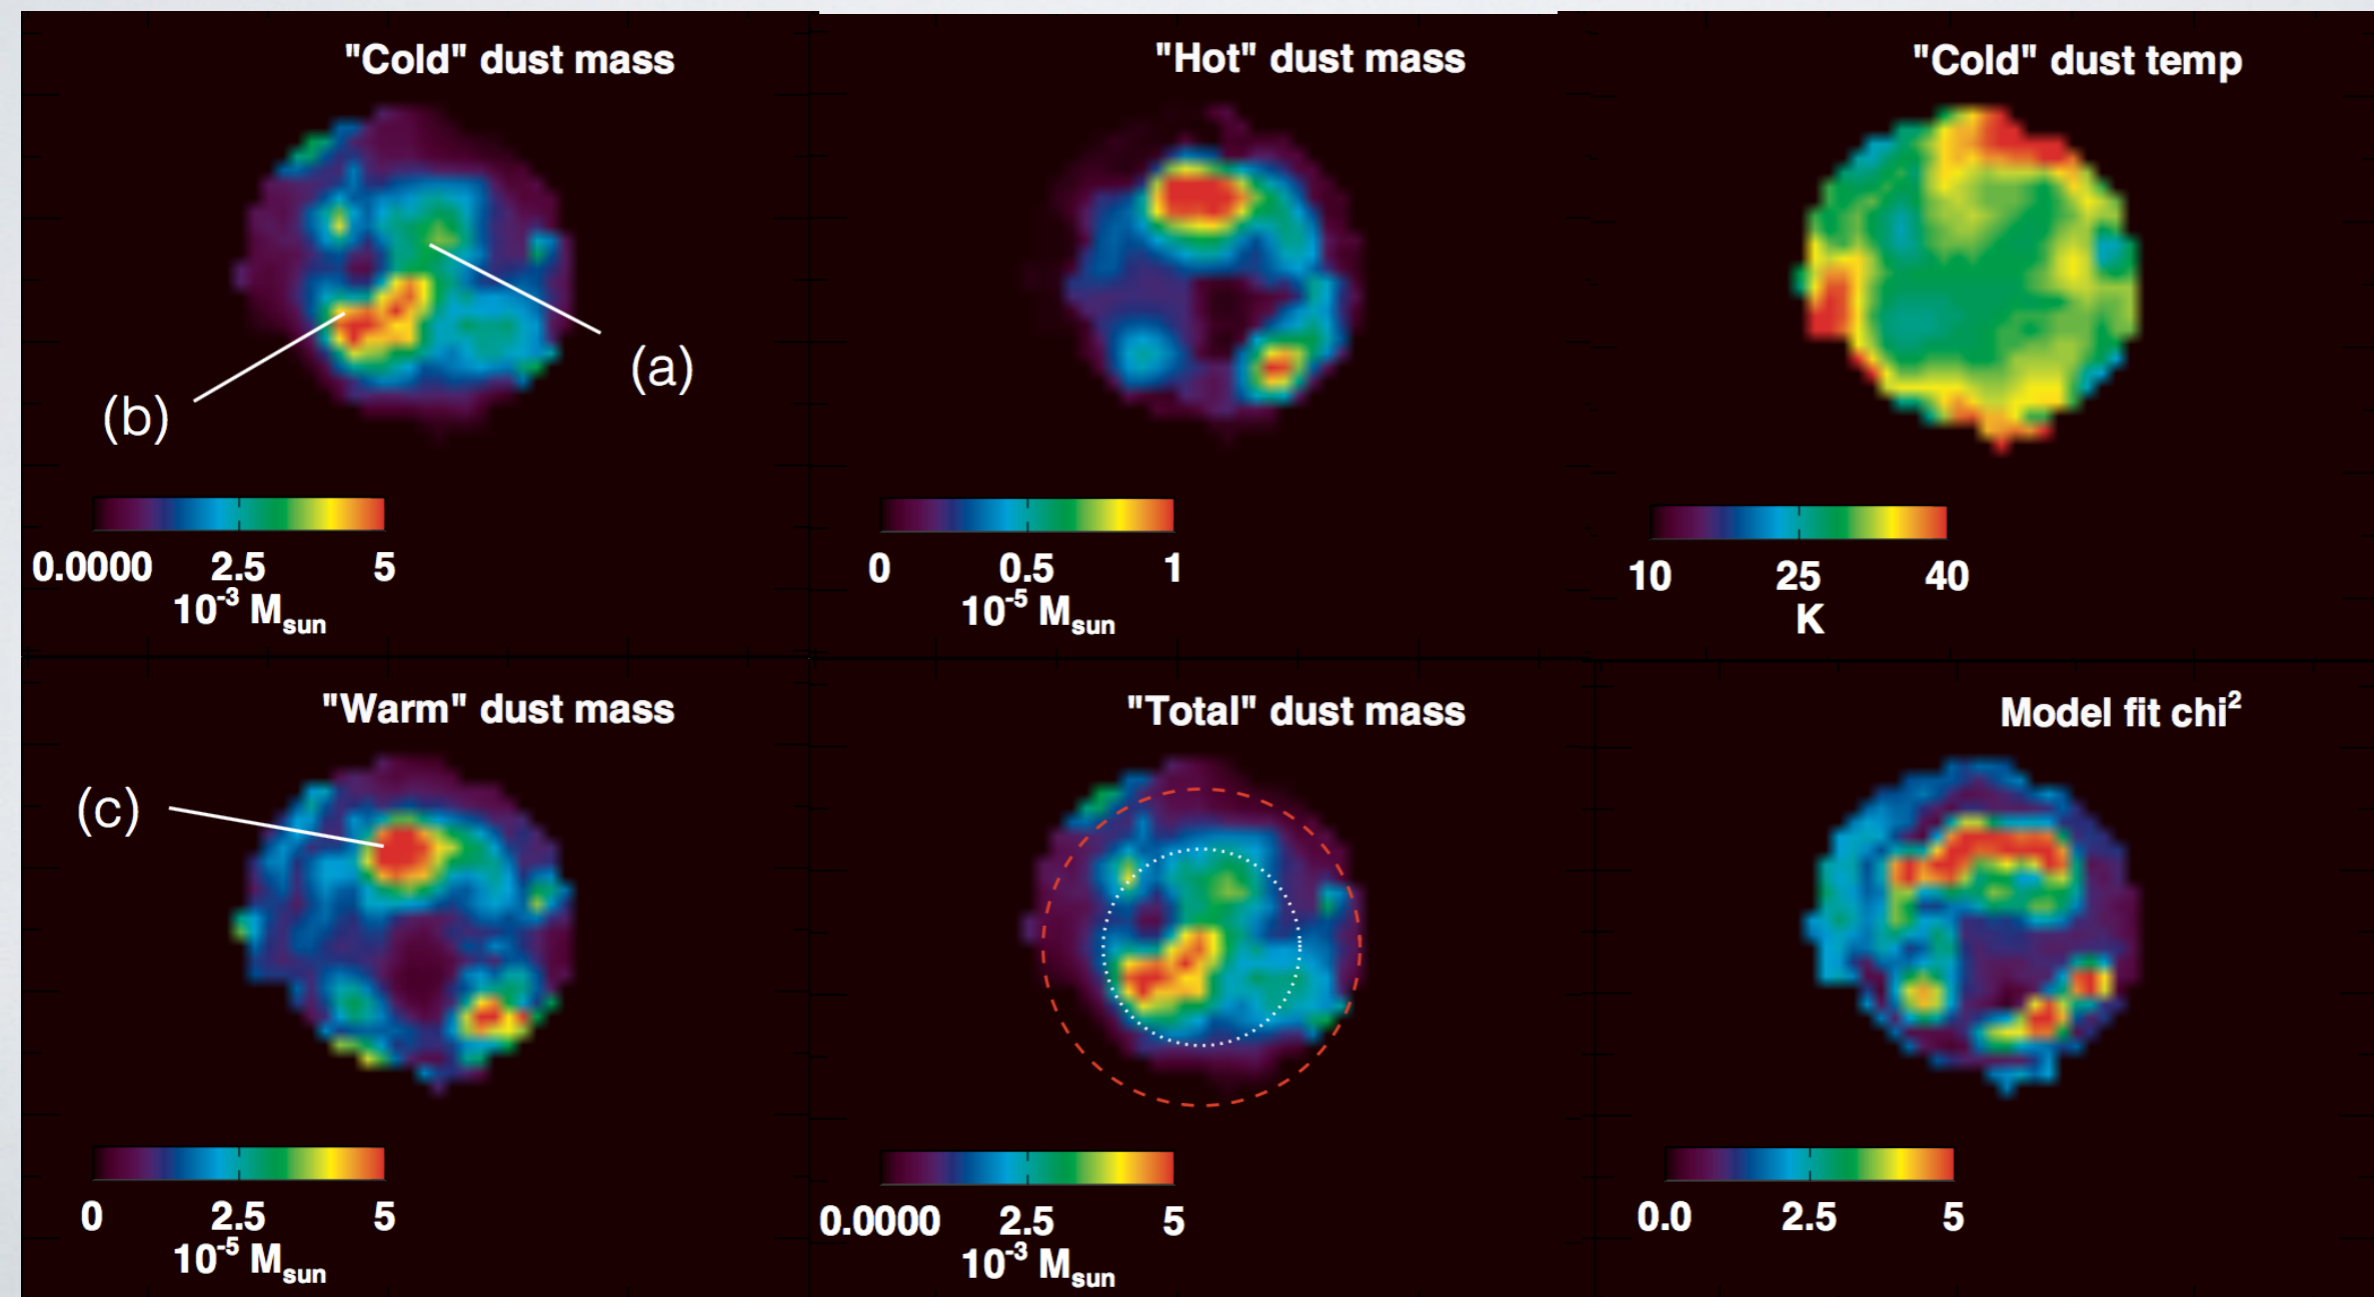 "Cold" dust mass
(a)
(b)
0.0000 2.5 5
10⁻³ Msun
"Hot" dust mass
0 0.5 1
10⁻⁵ Msun
"Cold" dust temp
10 25 40
K
"Warm" dust mass
(c)
0 2.5 5
10⁻⁵ Msun
"Total" dust mass
0.0000 2.5 5
10⁻³ Msun
Model fit chi²
0.0 2.5 5